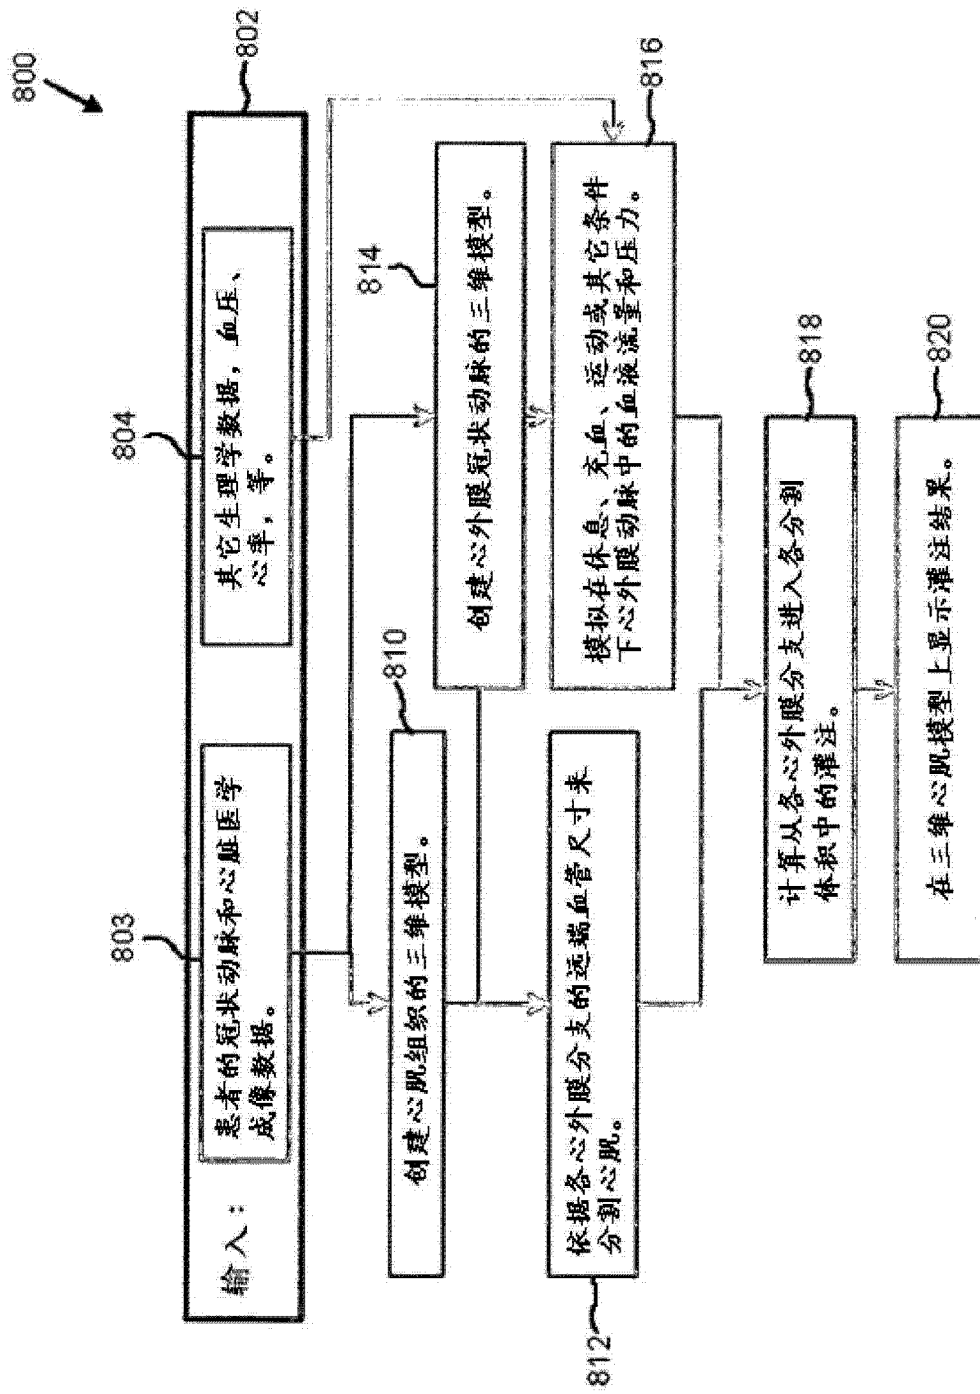 800
802
输入：
803
患者的冠状动脉和心脏医学
成像数据。
804
其它生理学数据，血压、
心率，等。
810
创建心肌组织的三维模型。
814
创建心外膜冠状动脉的三维模型。
812
依据各心外膜分支的远端血管尺寸来
分割心肌。
816
模拟在休息、充血、运动或其它条件
下心外膜动脉中的血液流量和压力。
818
计算从各心外膜分支进入各分割
体积中的灌注。
820
在三维心肌模型上显示灌注结果。